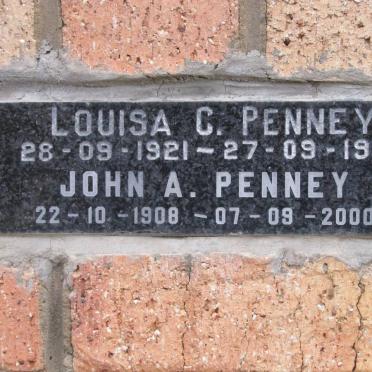 LOUISA C. PENNEY
28-09-1921 — 27-09-19
JOHN A. PENNEY
22-10-1908 - 07-09-2000